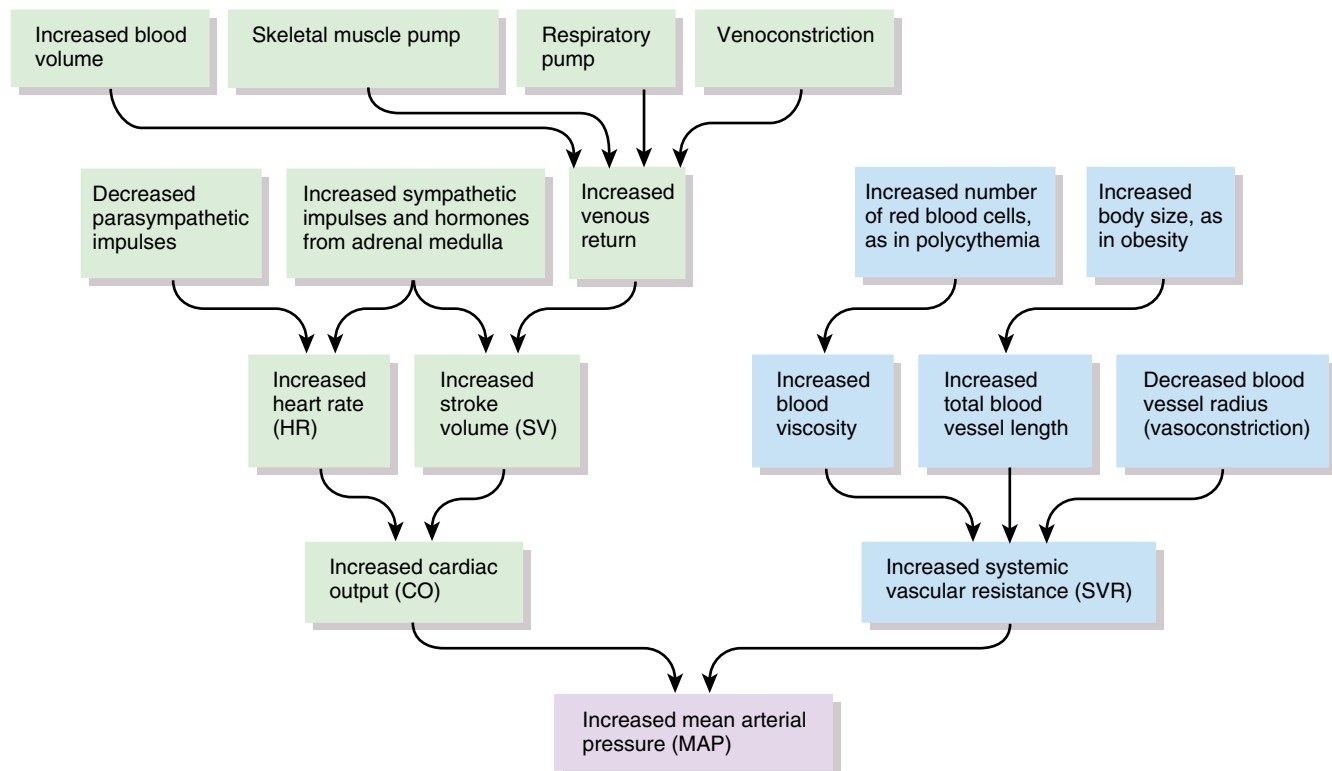 Increased blood
volume
Skeletal muscle pump
Respiratory
pump
Venoconstriction
Decreased
parasympathetic
impulses
Increased sympathetic
impulses and hormones
from adrenal medulla
Increased
venous
return
Increased number
of red blood cells,
as in polycythemia
Increased
body size, as
in obesity
Increased
heart rate
(HR)
Increased
stroke
volume (SV)
Increased
blood
viscosity
Increased
total blood
vessel length
Decreased blood
vessel radius
(vasoconstriction)
Increased cardiac
output (CO)
Increased systemic
vascular resistance (SVR)
Increased mean arterial
pressure (MAP)